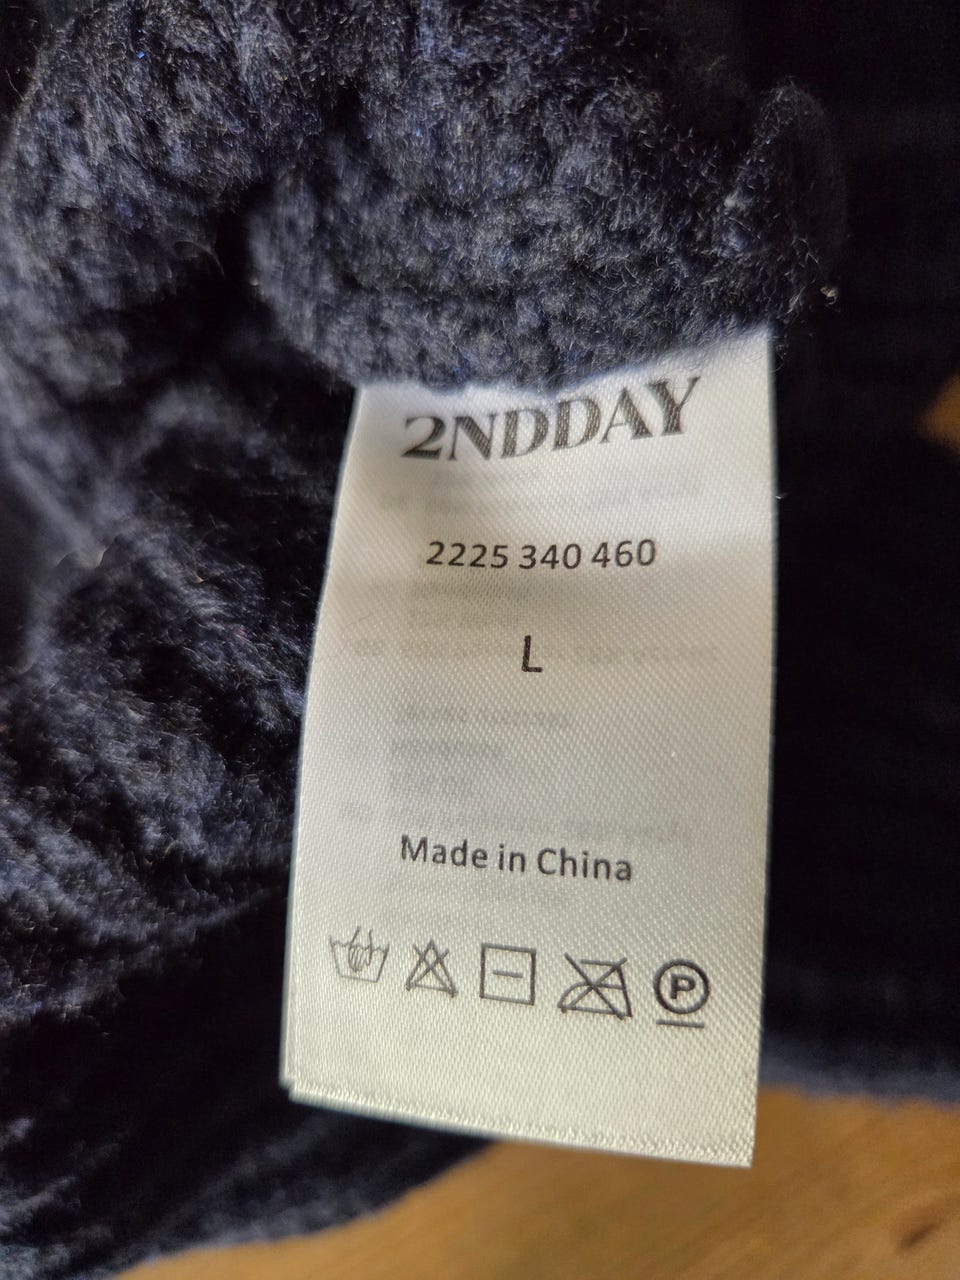 2NDDAY
2225 340 460
L
Made in China
P